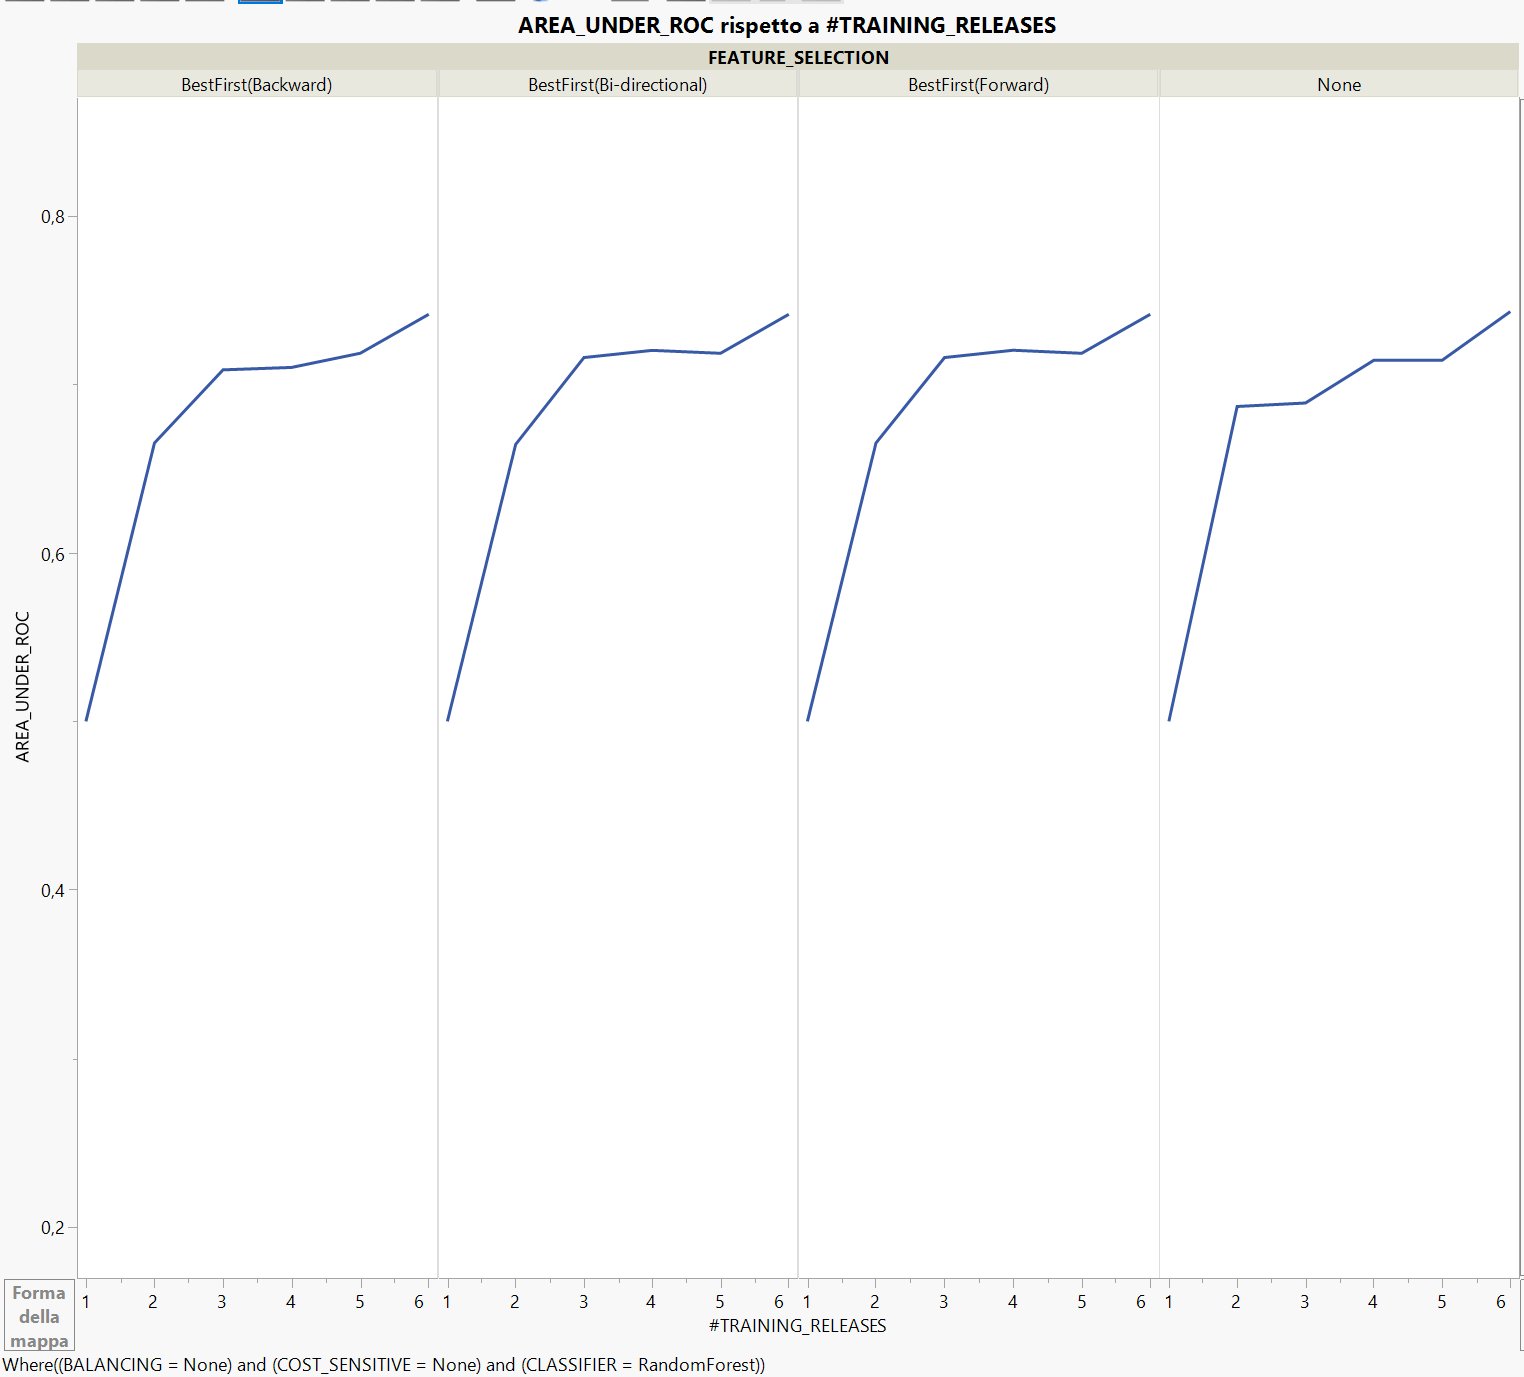 AREA_UNDER_ROC rispetto a #TRAINING_RELEASES
FEATURE_SELECTION
BestFirst(Backward) BestFirst(Bi-directional) BestFirst(Forward) None
0,8
0,6
0,4
0,2
AREA_UNDER_ROC
1 2 3 4 5 6 1 2 3 4 5 6 1 2 3 4 5 6 1 2 3 4 5 6
#TRAINING_RELEASES
Forma
della
mappa
Where((BALANCING = None) and (COST_SENSITIVE = None) and (CLASSIFIER = RandomForest))